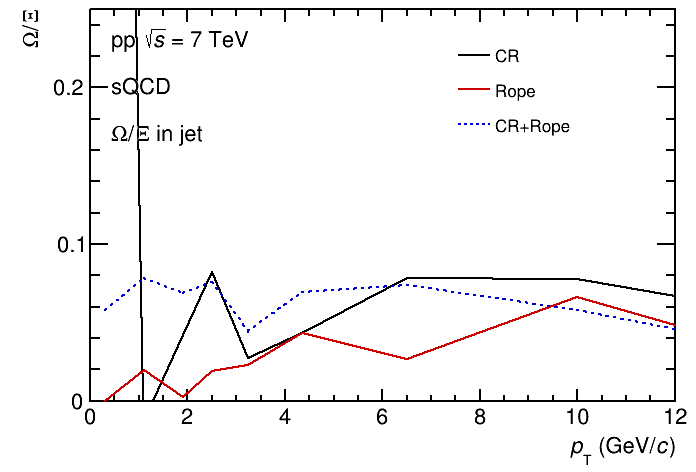 Ω/Ξ
pp √s = 7 TeV
sQCD
Ω/Ξ in jet
CR
Rope
CR+Rope
0.2
0.1
0
0 2 4 6 8 10 12
p_T (GeV/c)